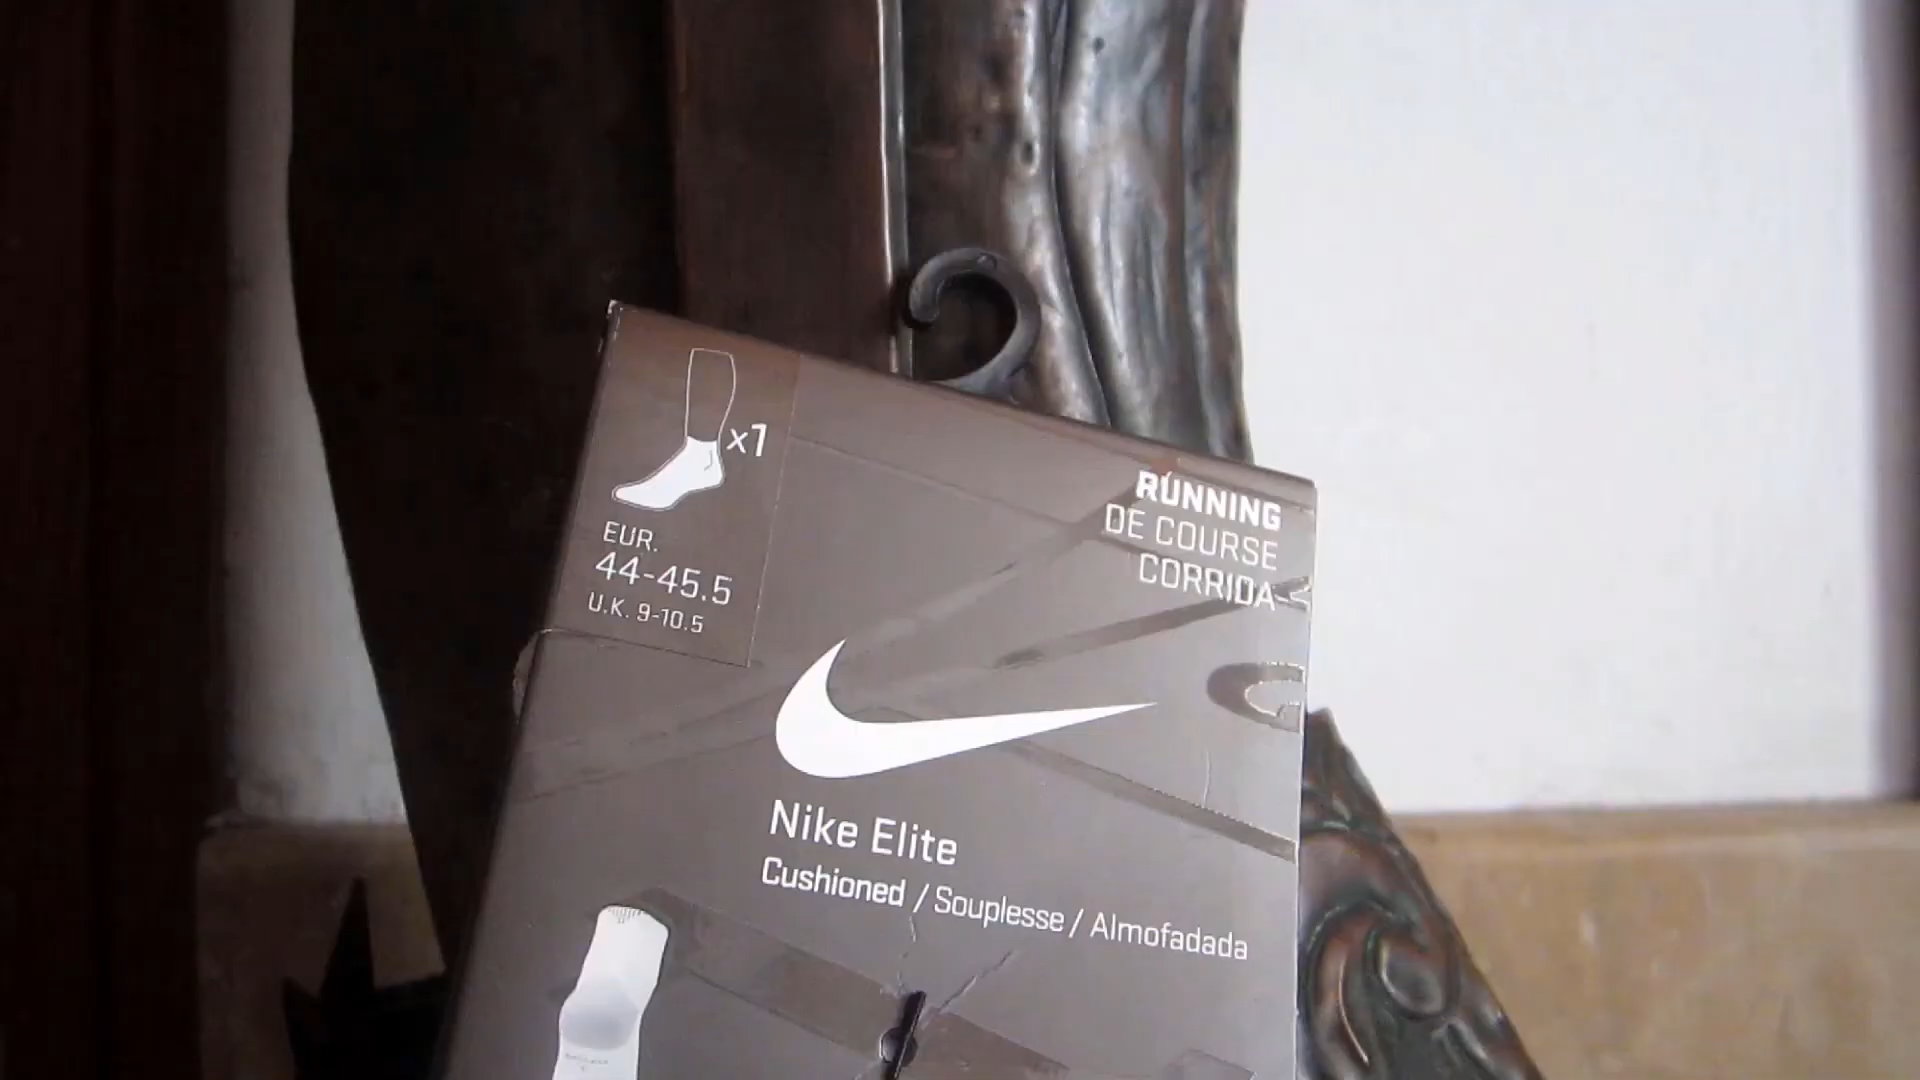 x1
EUR.
44-45.5
U.K. 9-10.5
RUNNING
DE COURSE
CORRIDA
Nike Elite
Cushioned / Souplesse / Almofadada